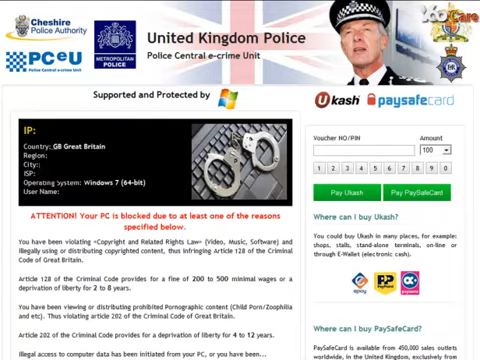 Cheshire
Police Authority
PCeU
Police Central e-crime Unit
METROPOLITAN
POLICE
United Kingdom Police
Police Central e-crime Unit
360Care
Supported and Protected by
Ukash
paysafecard
IP:
Country: GB Great Britain
Region:
City:
ISP:
Operating System: Windows 7 (64-bit)
User Name:
ATTENTION! Your PC is blocked due to at least one of the reasons
specified below.
You have been violating «Copyright and Related Rights Law» (Video, Music, Software) and
illegally using or distributing copyrighted content, thus infringing Article 128 of the Criminal
Code of Great Britain.
Article 128 of the Criminal Code provides for a fine of 200 to 500 minimal wages or a
deprivation of liberty for 2 to 8 years.
You have been viewing or distributing prohibited Pornographic content (Child Porn/Zoophilia
and etc). Thus violating article 202 of the Criminal Code of Great Britain.
Article 202 of the Criminal Code provides for a deprivation of liberty for 4 to 12 years.
Illegal access to computer data has been initiated from your PC, or you have been...
Voucher NO/PIN
Amount
100
1 2 3 4 5 6 7 8 9 0
Pay Ukash
Pay PaySafeCard
Where can I buy Ukash?
You could buy Ukash in many places, for example:
shops, stalls, stand-alone terminals, on-line or
through E-Wallet (electronic cash).
epay
PayPoint
Where can I buy PaySafeCard?
PaySafeCard is available from 450,000 sales outlets
worldwide, in the United Kingdom, exclusively from